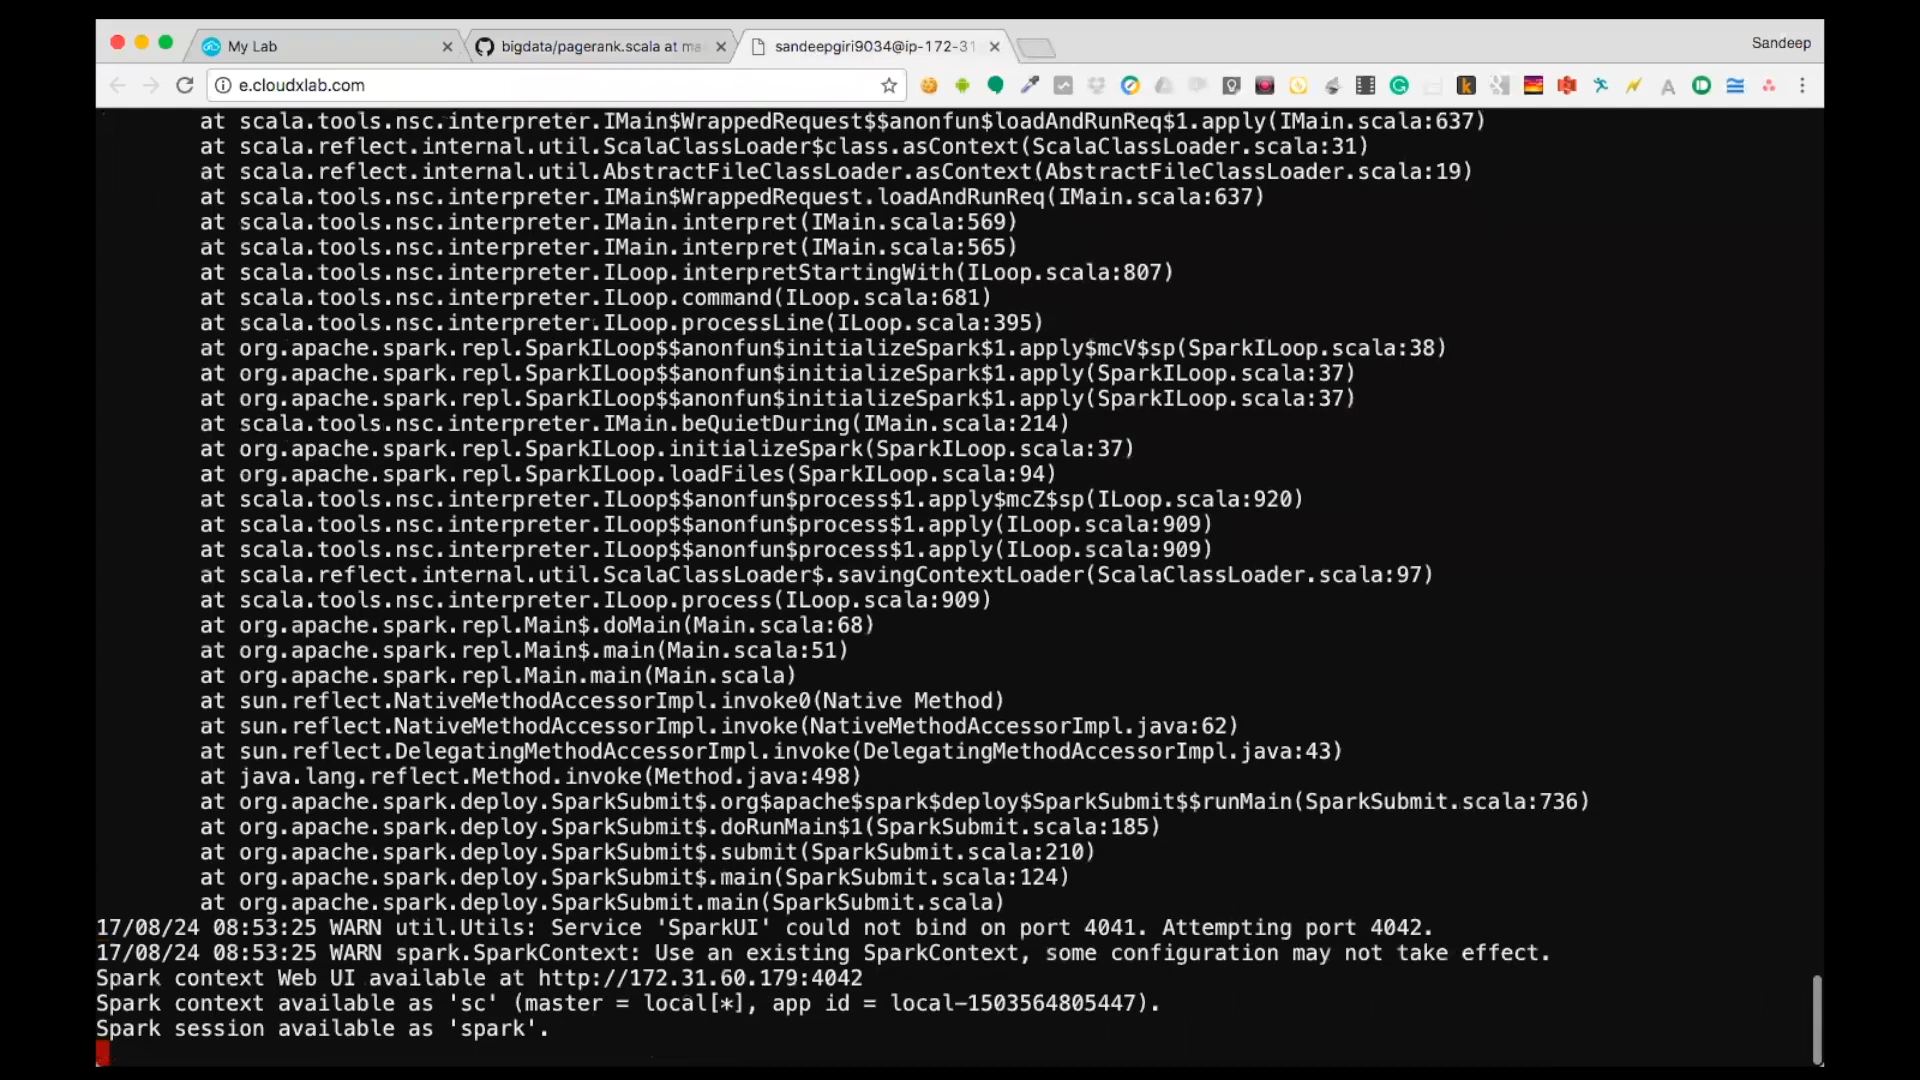 My Lab
bigdata/pagerank.scala at ma
sandeepgiri9034@ip-172-31
Sandeep
e.cloudxlab.com
at scala.tools.nsc.interpreter.IMain$WrappedRequest$$anonfun$loadAndRunReq$1.apply(IMain.scala:637)
at scala.reflect.internal.util.ScalaClassLoader$class.asContext(ScalaClassLoader.scala:31)
at scala.reflect.internal.util.AbstractFileClassLoader.asContext(AbstractFileClassLoader.scala:19)
at scala.tools.nsc.interpreter.IMain$WrappedRequest.loadAndRunReq(IMain.scala:637)
at scala.tools.nsc.interpreter.IMain.interpret(IMain.scala:569)
at scala.tools.nsc.interpreter.IMain.interpret(IMain.scala:565)
at scala.tools.nsc.interpreter.ILoop.interpretStartingWith(ILoop.scala:807)
at scala.tools.nsc.interpreter.ILoop.command(ILoop.scala:681)
at scala.tools.nsc.interpreter.ILoop.processLine(ILoop.scala:395)
at org.apache.spark.repl.SparkILoop$$anonfun$initializeSpark$1.apply$mcV$sp(SparkILoop.scala:38)
at org.apache.spark.repl.SparkILoop$$anonfun$initializeSpark$1.apply(SparkILoop.scala:37)
at org.apache.spark.repl.SparkILoop$$anonfun$initializeSpark$1.apply(SparkILoop.scala:37)
at scala.tools.nsc.interpreter.IMain.beQuietDuring(IMain.scala:214)
at org.apache.spark.repl.SparkILoop.initializeSpark(SparkILoop.scala:37)
at org.apache.spark.repl.SparkILoop.loadFiles(SparkILoop.scala:94)
at scala.tools.nsc.interpreter.ILoop$$anonfun$process$1.apply$mcZ$sp(ILoop.scala:920)
at scala.tools.nsc.interpreter.ILoop$$anonfun$process$1.apply(ILoop.scala:909)
at scala.tools.nsc.interpreter.ILoop$$anonfun$process$1.apply(ILoop.scala:909)
at scala.reflect.internal.util.ScalaClassLoader$.savingContextLoader(ScalaClassLoader.scala:97)
at scala.tools.nsc.interpreter.ILoop.process(ILoop.scala:909)
at org.apache.spark.repl.Main$.doMain(Main.scala:68)
at org.apache.spark.repl.Main$.main(Main.scala:51)
at org.apache.spark.repl.Main.main(Main.scala)
at sun.reflect.NativeMethodAccessorImpl.invoke0(Native Method)
at sun.reflect.NativeMethodAccessorImpl.invoke(NativeMethodAccessorImpl.java:62)
at sun.reflect.DelegatingMethodAccessorImpl.invoke(DelegatingMethodAccessorImpl.java:43)
at java.lang.reflect.Method.invoke(Method.java:498)
at org.apache.spark.deploy.SparkSubmit$.org$apache$spark$deploy$SparkSubmit$$runMain(SparkSubmit.scala:736)
at org.apache.spark.deploy.SparkSubmit$.doRunMain$1(SparkSubmit.scala:185)
at org.apache.spark.deploy.SparkSubmit$.submit(SparkSubmit.scala:210)
at org.apache.spark.deploy.SparkSubmit$.main(SparkSubmit.scala:124)
at org.apache.spark.deploy.SparkSubmit.main(SparkSubmit.scala)
17/08/24 08:53:25 WARN util.Utils: Service 'SparkUI' could not bind on port 4041. Attempting port 4042.
17/08/24 08:53:25 WARN spark.SparkContext: Use an existing SparkContext, some configuration may not take effect.
Spark context Web UI available at http://172.31.60.179:4042
Spark context available as 'sc' (master = local[*], app id = local-1503564805447).
Spark session available as 'spark'.